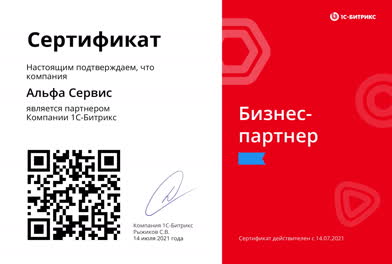 Сертификат
Настоящим подтверждаем, что
компания
Альфа Сервис
является партнером
Компании 1С-Битрикс
Компания 1С-Битрикс
Рыжиков С.В.
14 июля 2021 года
1С-БИТРИКС
Бизнес-
партнер
Сертификат действителен с 14.07.2021